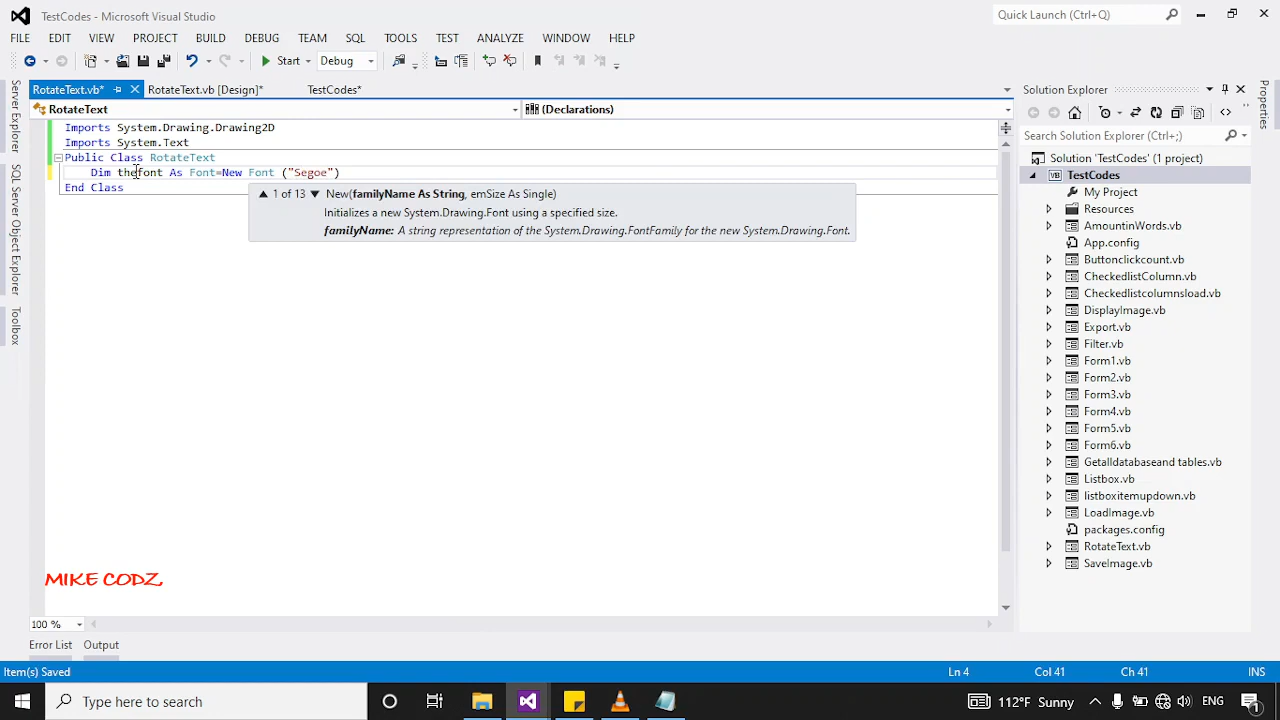 TestCodes - Microsoft Visual Studio
Quick Launch (Ctrl+Q)
FILE EDIT VIEW PROJECT BUILD DEBUG TEAM SQL TOOLS TEST ANALYZE WINDOW HELP
Start Debug
RotateText.vb* RotateText.vb [Design]* TestCodes*
Solution Explorer
RotateText (Declarations)
Search Solution Explorer (Ctrl+;)
Imports System.Drawing.Drawing2D
Imports System.Text
Public Class RotateText
Dim thefont As Font=New Font ("Segoe")
End Class
1 of 13 New(familyName As String, emSize As Single)
Initializes a new System.Drawing.Font using a specified size.
familyName: A string representation of the System.Drawing.FontFamily for the new System.Drawing.Font.
Server Explorer
SQL Server Object Explorer
Toolbox
Solution 'TestCodes' (1 project)
TestCodes
My Project
Resources
AmountinWords.vb
App.config
Buttonclickcount.vb
CheckedlistColumn.vb
Checkedlistcolumnsload.vb
DisplayImage.vb
Export.vb
Filter.vb
Form1.vb
Form2.vb
Form3.vb
Form4.vb
Form5.vb
Form6.vb
Getalldatabaseand tables.vb
Listbox.vb
listboxitemupdown.vb
LoadImage.vb
packages.config
RotateText.vb
SaveImage.vb
Properties
MIKE CODZ
100 %
Error List Output
Item(s) Saved Ln 4 Col 41 Ch 41 INS
Type here to search
112°F Sunny ENG